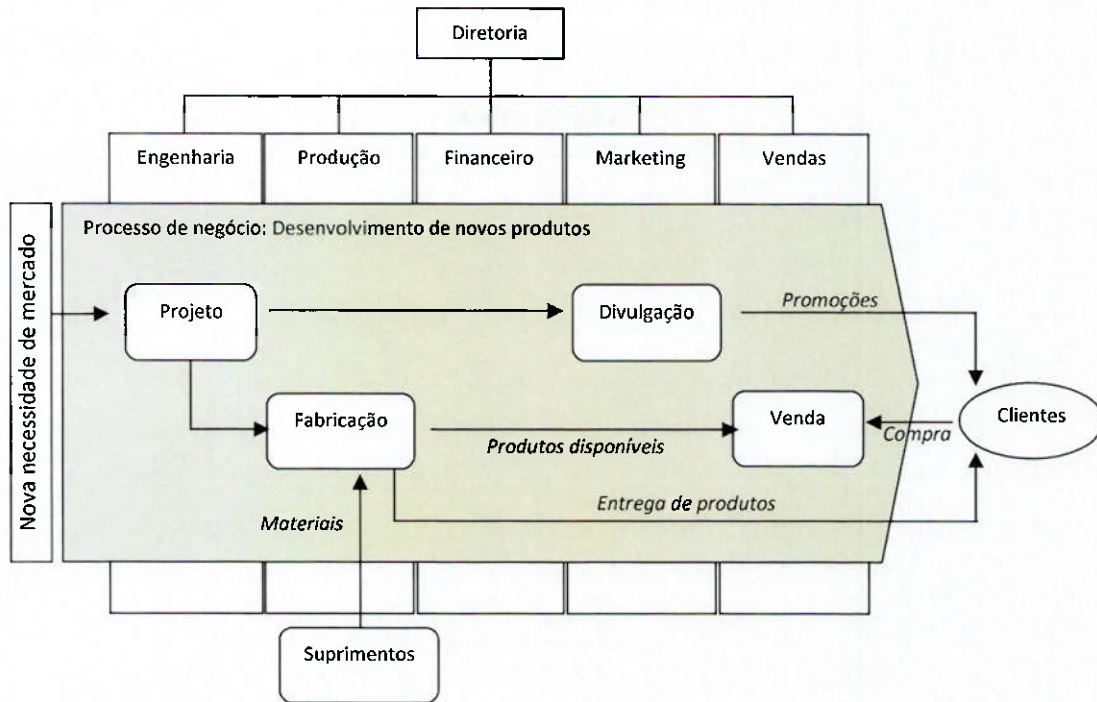 Diretoria
Engenharia
Produção
Financeiro
Marketing
Vendas
Nova necessidade de mercado
Processo de negócio: Desenvolvimento de novos produtos
Projeto
Divulgação
Promoções
Fabricação
Produtos disponíveis
Venda
Compra
Clientes
Materiais
Entrega de produtos
Suprimentos